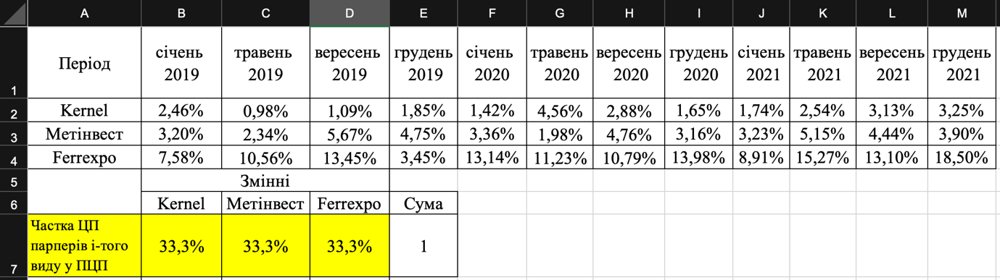 A B C D E F G H I J K L M
1 Період січень 2019 травень 2019 вересень 2019 грудень 2019 січень 2020 травень 2020 вересень 2020 грудень 2020 січень 2021 травень 2021 вересень 2021 грудень 2021
2 Kernel 2,46% 0,98% 1,09% 1,85% 1,42% 4,56% 2,88% 1,65% 1,74% 2,54% 3,13% 3,25%
3 Метінвест 3,20% 2,34% 5,67% 4,75% 3,36% 1,98% 4,76% 3,16% 3,23% 5,15% 4,44% 3,90%
4 Ferrexpo 7,58% 10,56% 13,45% 3,45% 13,14% 11,23% 10,79% 13,98% 8,91% 15,27% 13,10% 18,50%
5 Змінні
6 Kernel Метінвест Ferrexpo Сума
Частка ЦП
парперів і-того 33,3% 33,3% 33,3% 1
7 виду у ПЦП